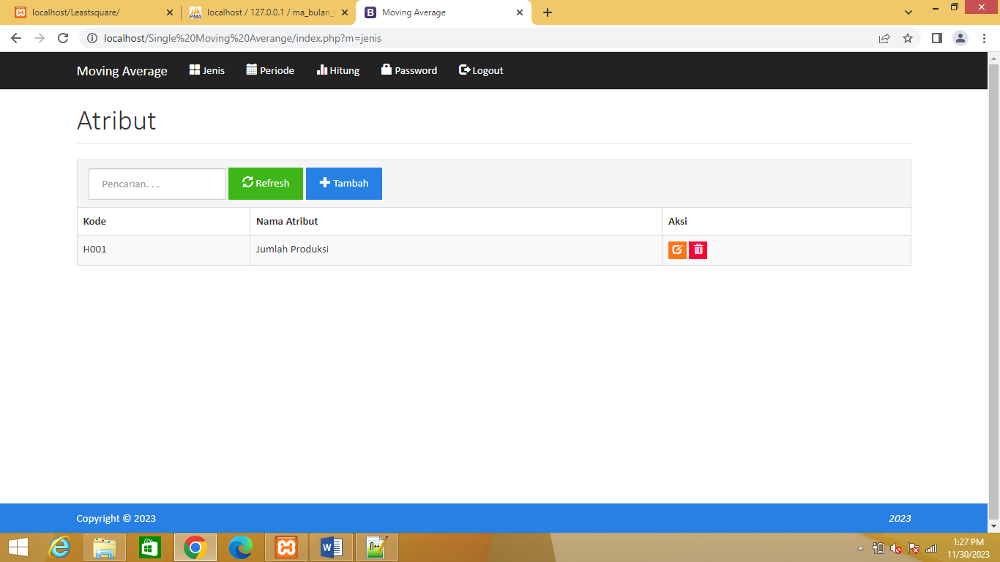 localhost/Leastsquare/
localhost / 127.0.0.1 / ma_bulan_
Moving Average
localhost/Single%20Moving%20Averange/index.php?m=jenis
Moving Average Jenis Periode Hitung Password Logout
Atribut
Pencarian. . . Refresh Tambah
Kode Nama Atribut Aksi
H001 Jumlah Produksi
Copyright © 2023 2023
1:27 PM
11/30/2023